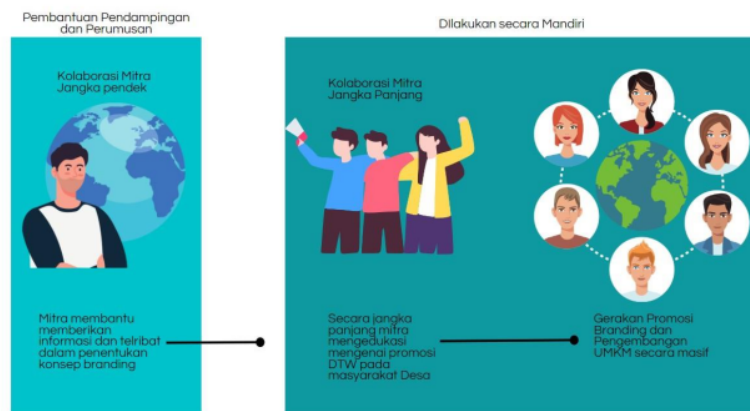 Pembantuan Pendampingan
dan Perumusan
DIlakukan secara Mandiri
Kolaborasi Mitra
Jangka pendek
Kolaborasi Mitra
Jangka Panjang
Mitra membantu
memberikan
informasi dan telribat
dalam penentukan
konsep branding
Secara jangka
panjang mitra
mengedukasi
mengenai promosi
DTW pada
masyarakat Desa
Gerakan Promosi
Branding dan
Pengembangan
UMKM secara masif